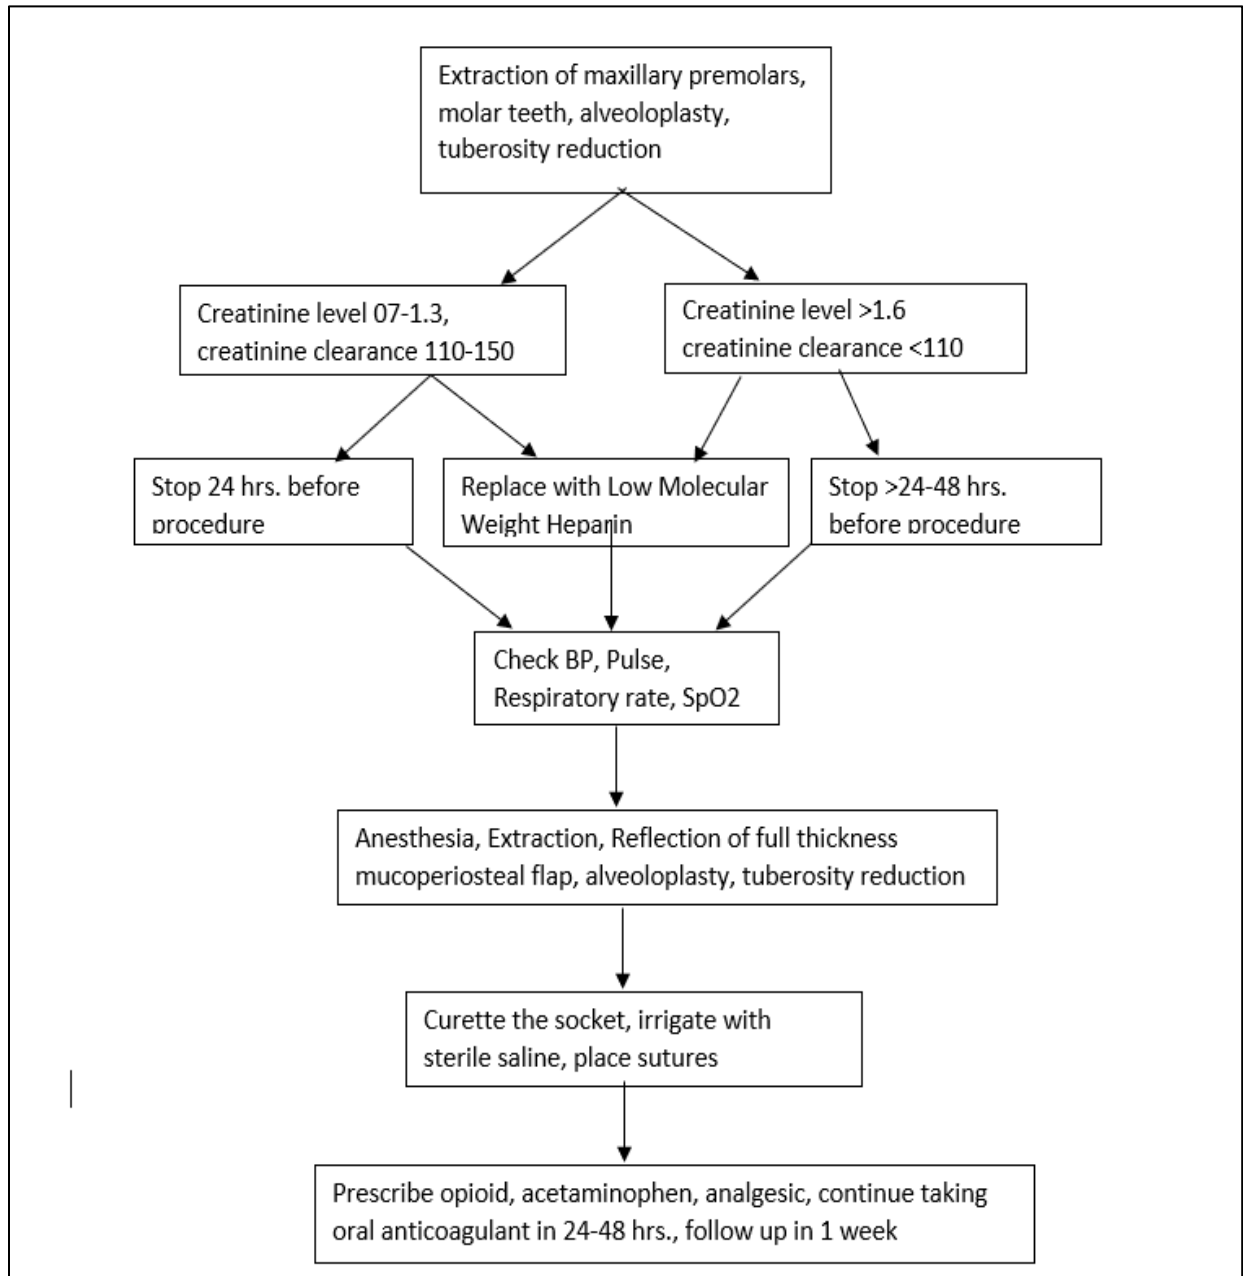 Extraction of maxillary premolars,
molar teeth, alveoloplasty,
tuberosity reduction
Creatinine level 07-1.3,
creatinine clearance 110-150
Creatinine level >1.6
creatinine clearance <110
Stop 24 hrs. before
procedure
Replace with Low Molecular
Weight Heparin
Stop >24-48 hrs.
before procedure
Check BP, Pulse,
Respiratory rate, SpO2
Anesthesia, Extraction, Reflection of full thickness
mucoperiosteal flap, alveoloplasty, tuberosity reduction
Curette the socket, irrigate with
sterile saline, place sutures
Prescribe opioid, acetaminophen, analgesic, continue taking
oral anticoagulant in 24-48 hrs., follow up in 1 week